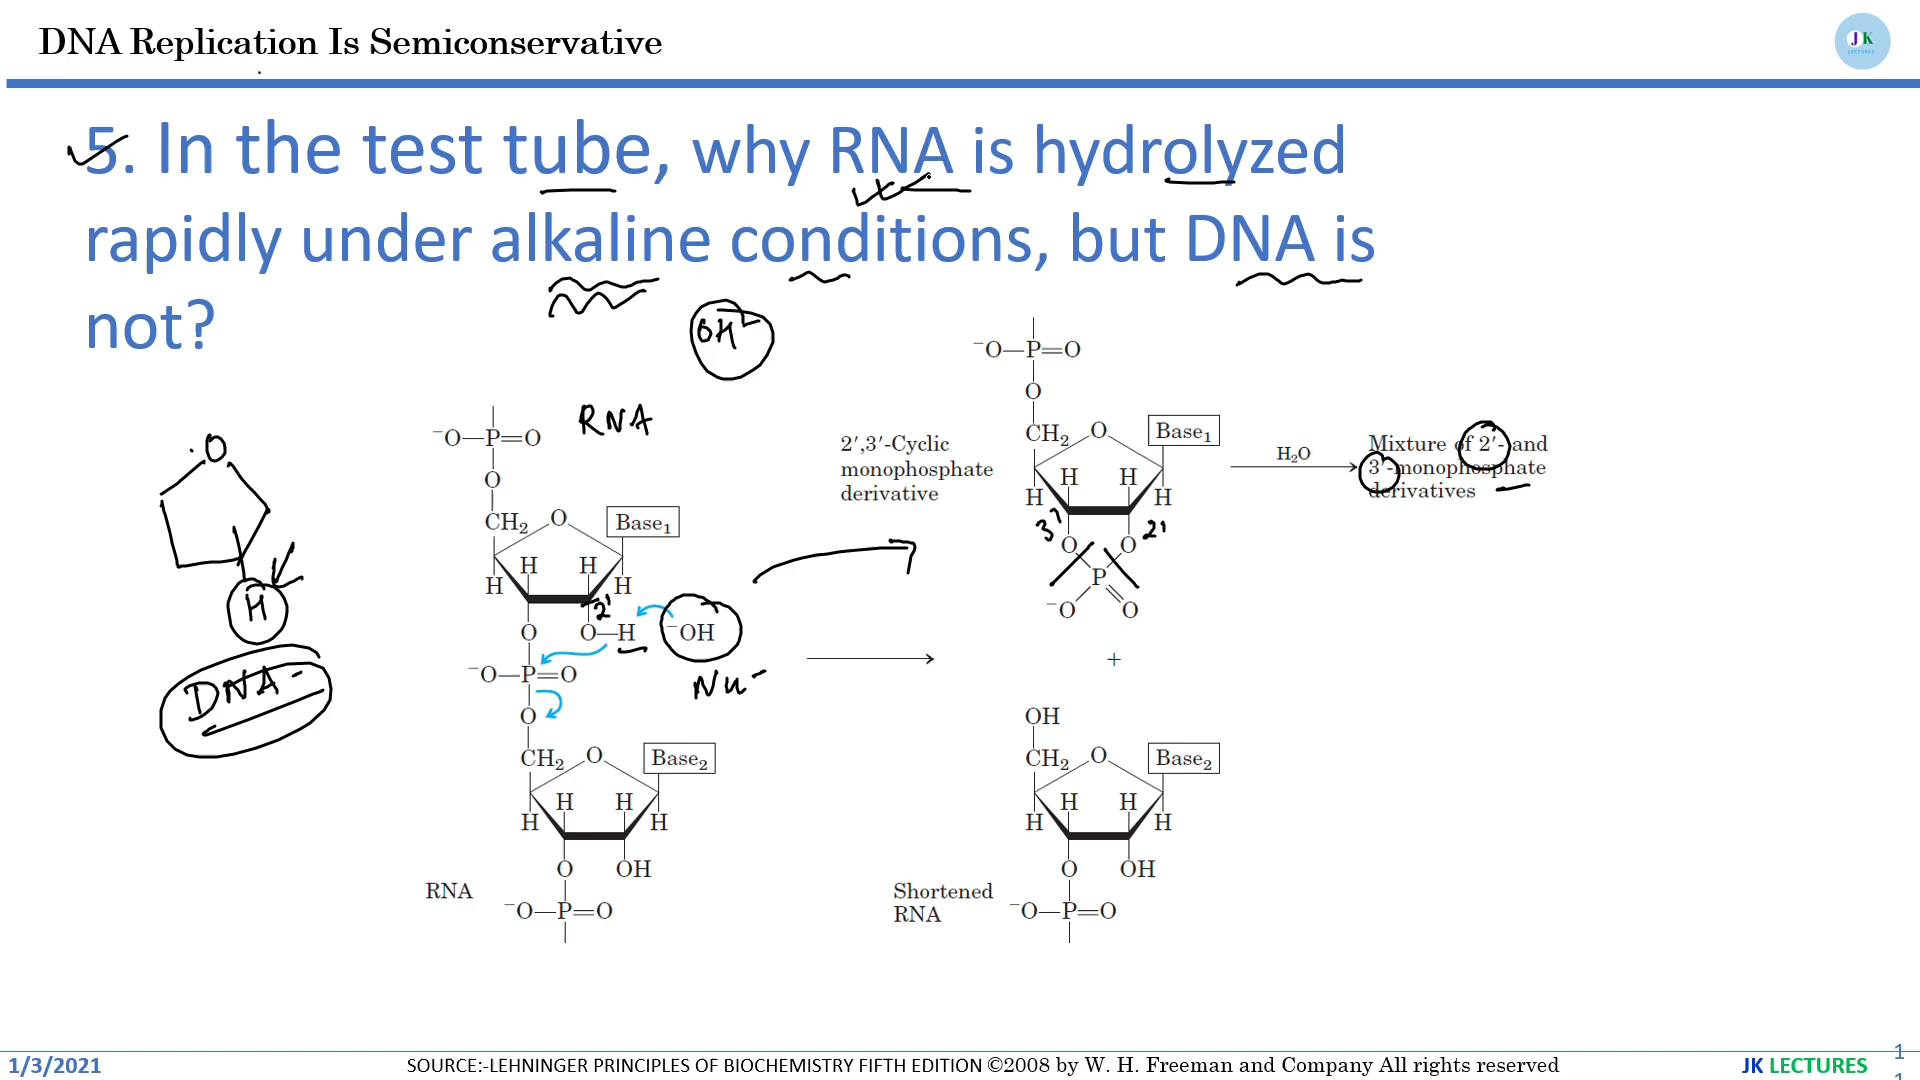 DNA Replication Is Semiconservative
JK
LECTURES
5. In the test tube, why RNA is hydrolyzed
rapidly under alkaline conditions, but DNA is
not?
OH⁻
O
H
DNA
RNA
⁻O—P=O
O
CH₂ O Base₁
H H
H H
2'
O O—H ⁻OH
⁻O—P=O
Nu⁻
O
CH₂ O Base₂
H H
H H
O OH
RNA
⁻O—P=O
2′,3′-Cyclic
monophosphate
derivative
⁻O—P=O
O
CH₂ O Base₁
H H
H H
3' 2'
O O
P
⁻O O
+
OH
CH₂ O Base₂
H H
H H
O OH
Shortened
RNA
⁻O—P=O
H₂O
Mixture of 2′- and
3′-monophosphate
derivatives
1/3/2021
SOURCE:-LEHNINGER PRINCIPLES OF BIOCHEMISTRY FIFTH EDITION ©2008 by W. H. Freeman and Company All rights reserved
JK LECTURES
1